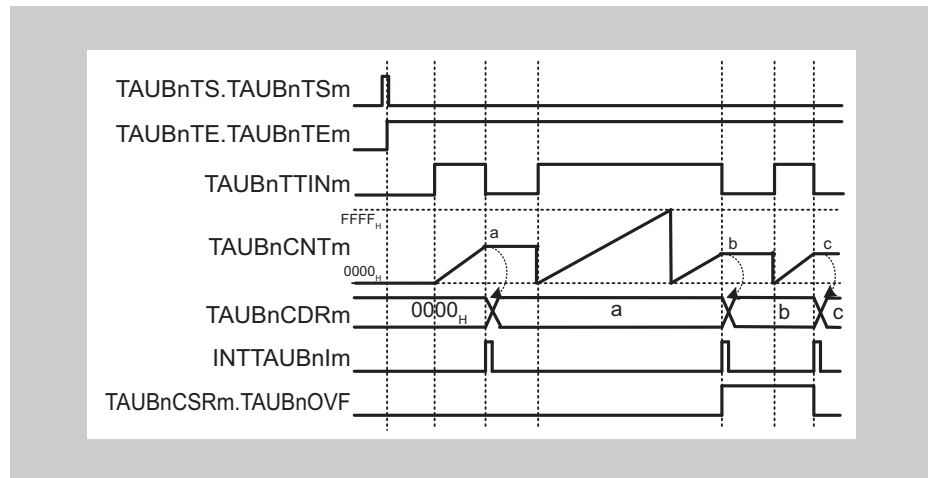 TAUBnTS.TAUBnTSm
TAUBnTE.TAUBnTEm
TAUBnTTINm
FFFFH
a
b
c
TAUBnCNTm
0000H
TAUBnCDRm
0000H
a
b
c
INTTAUBnIm
TAUBnCSRm.TAUBnOVF